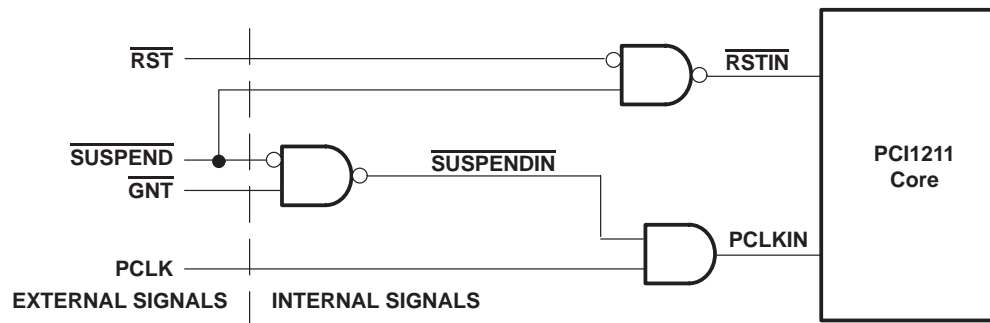 RST
RSTIN
SUSPEND
SUSPENDIN
GNT
PCI1211
Core
PCLKIN
PCLK
EXTERNAL SIGNALS
INTERNAL SIGNALS